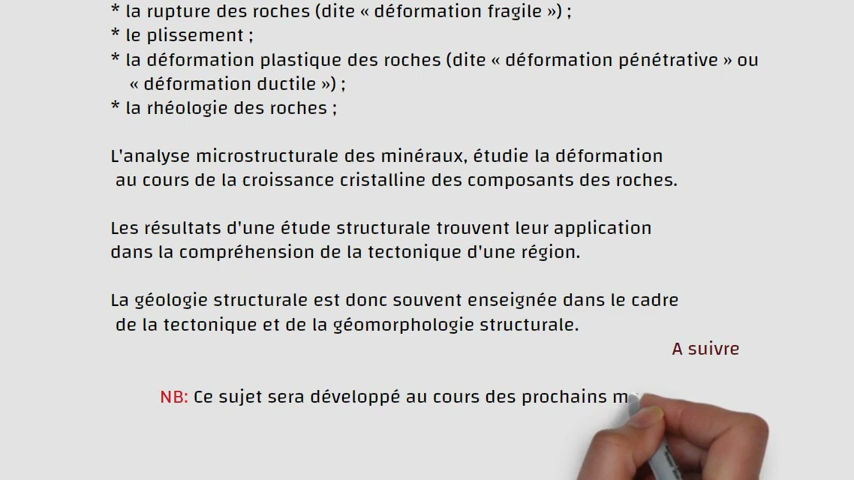 * la rupture des roches (dite « déformation fragile ») ;
* le plissement ;
* la déformation plastique des roches (dite « déformation pénétrative » ou
« déformation ductile ») ;
* la rhéologie des roches ;
L'analyse microstructurale des minéraux, étudie la déformation
au cours de la croissance cristalline des composants des roches.
Les résultats d'une étude structurale trouvent leur application
dans la compréhension de la tectonique d'une région.
La géologie structurale est donc souvent enseignée dans le cadre
de la tectonique et de la géomorphologie structurale.
A suivre
NB: Ce sujet sera développé au cours des prochains m